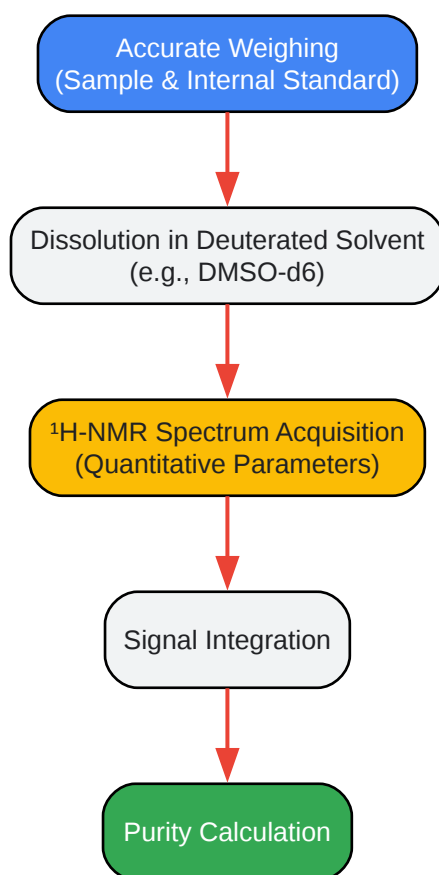 Accurate Weighing
(Sample & Internal Standard)
Dissolution in Deuterated Solvent
(e.g., DMSO-d6)
¹H-NMR Spectrum Acquisition
(Quantitative Parameters)
Signal Integration
Purity Calculation